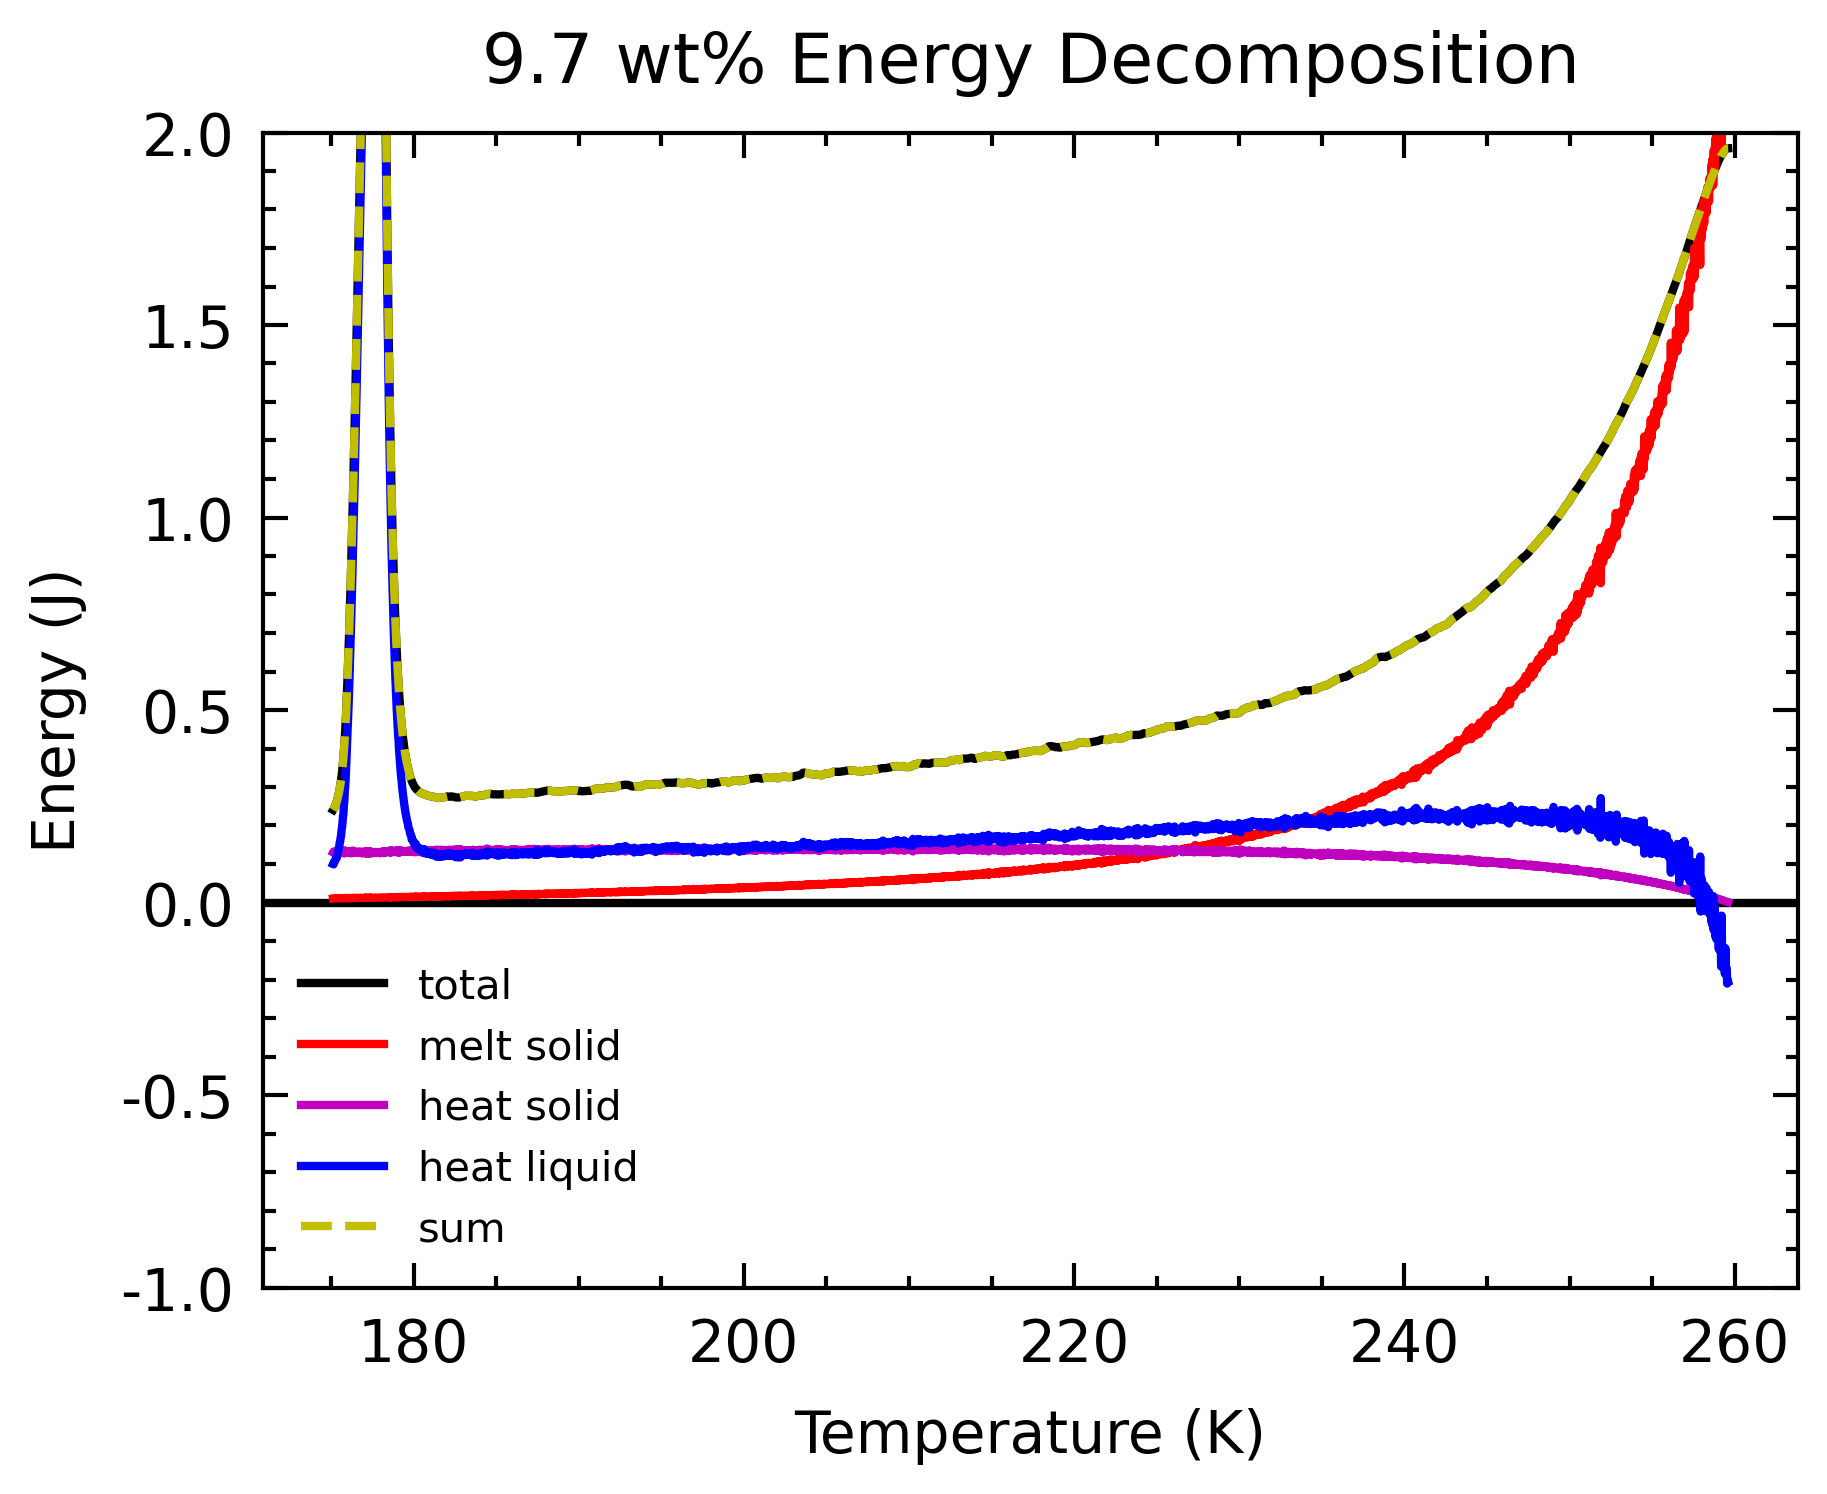 9.7 wt% Energy Decomposition
2.0
1.5
1.0
0.5
0.0
-0.5
-1.0
Energy (J)
total
melt solid
heat solid
heat liquid
sum
180 200 220 240 260
Temperature (K)